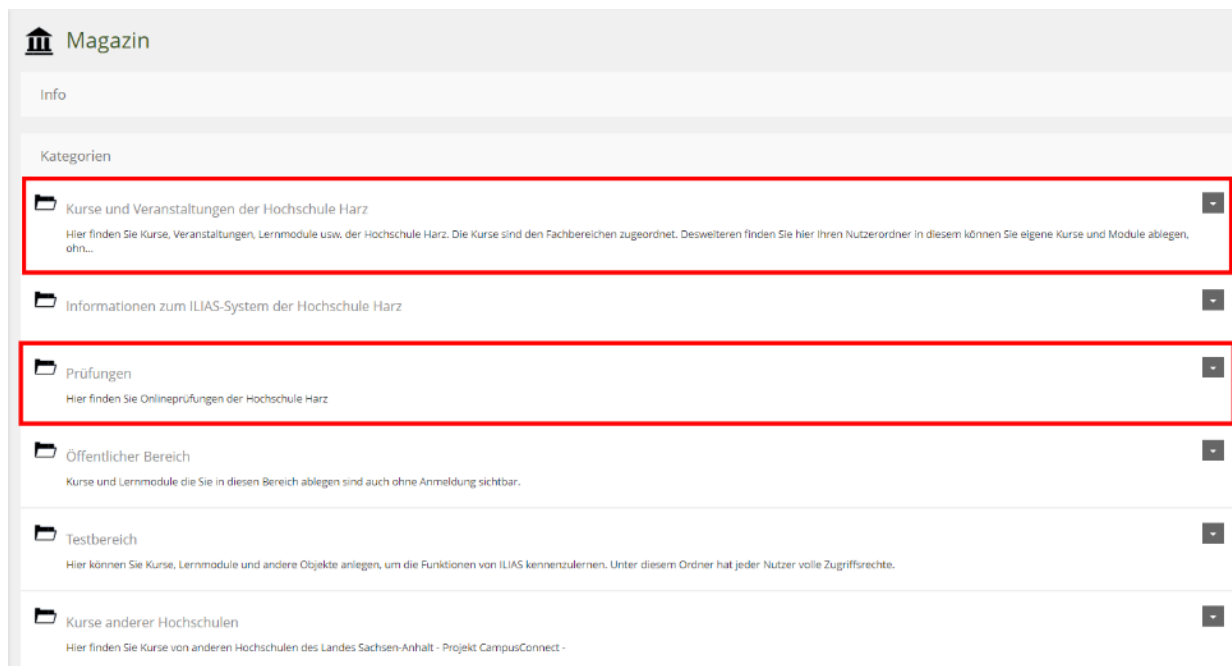 Magazin
Info
Kategorien
Kurse und Veranstaltungen der Hochschule Harz
Hier finden Sie Kurse, Veranstaltungen, Lernmodule usw. der Hochschule Harz. Die Kurse sind den Fachbereichen zugeordnet. Desweiteren finden Sie hier Ihren Nutzerordner in diesem können Sie eigene Kurse und Module ablegen,
ohn...
Informationen zum ILIAS-System der Hochschule Harz
Prüfungen
Hier finden Sie Onlineprüfungen der Hochschule Harz
Öffentlicher Bereich
Kurse und Lernmodule die Sie in diesen Bereich ablegen sind auch ohne Anmeldung sichtbar.
Testbereich
Hier können Sie Kurse, Lernmodule und andere Objekte anlegen, um die Funktionen von ILIAS kennenzulernen. Unter diesem Ordner hat jeder Nutzer volle Zugriffsrechte.
Kurse anderer Hochschulen
Hier finden Sie Kurse von anderen Hochschulen des Landes Sachsen-Anhalt - Projekt CampusConnect -